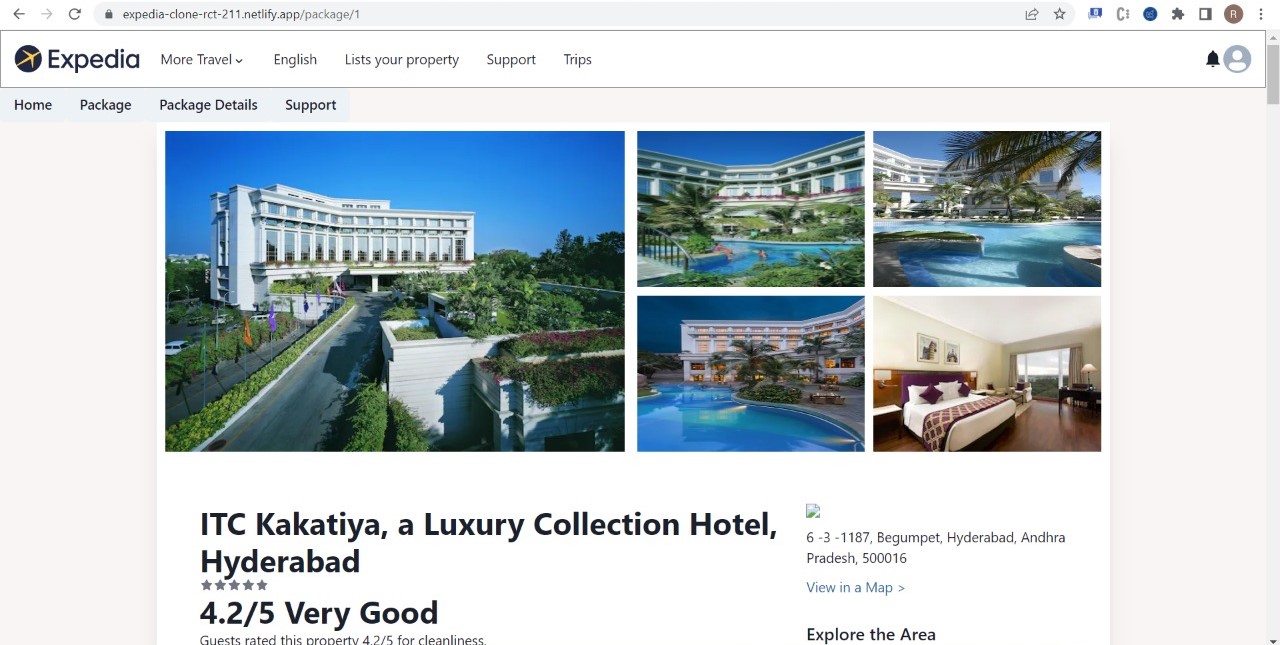 expedia-clone-rct-211.netlify.app/package/1
R
Expedia More Travel English Lists your property Support Trips
Home Package Package Details Support
ITC Kakatiya, a Luxury Collection Hotel,
Hyderabad
4.2/5 Very Good
Guests rated this property 4.2/5 for cleanliness.
6 -3 -1187, Begumpet, Hyderabad, Andhra
Pradesh, 500016
View in a Map >
Explore the Area